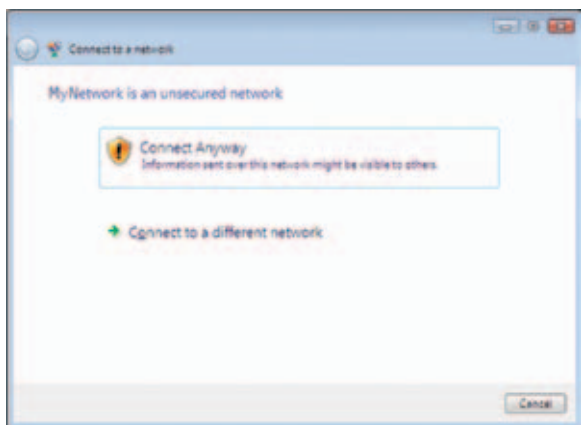 Connect to a network
MyNetwork is an unsecured network
Connect Anyway
Information sent over this network might be visible to others.
Connect to a different network
Cancel